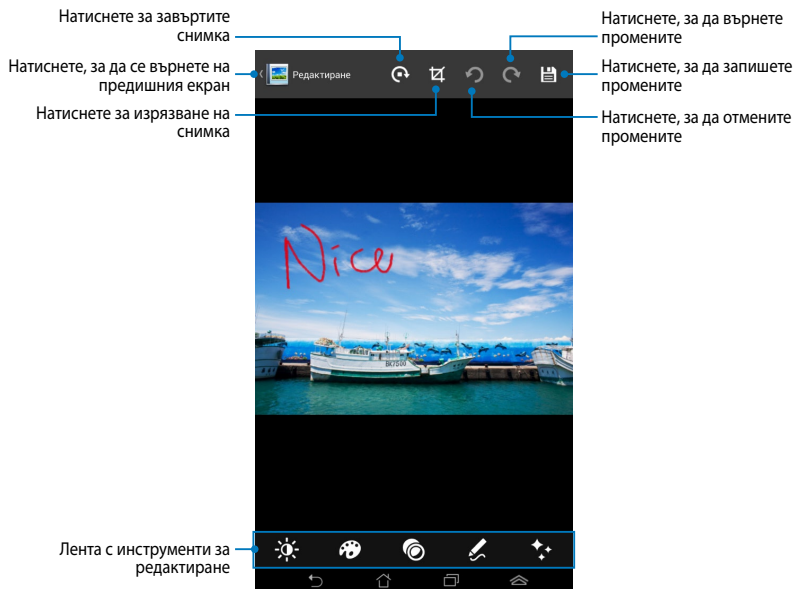 Натиснете за завъртите
снимка
Натиснете, за да се върнете на
предишния екран
Натиснете за изрязване на
снимка
Натиснете, за да върнете
промените
Натиснете, за да запишете
промените
Натиснете, за да отмените
промените
Редактиране
Nice
BK7500
Лента с инструменти за
редактиране